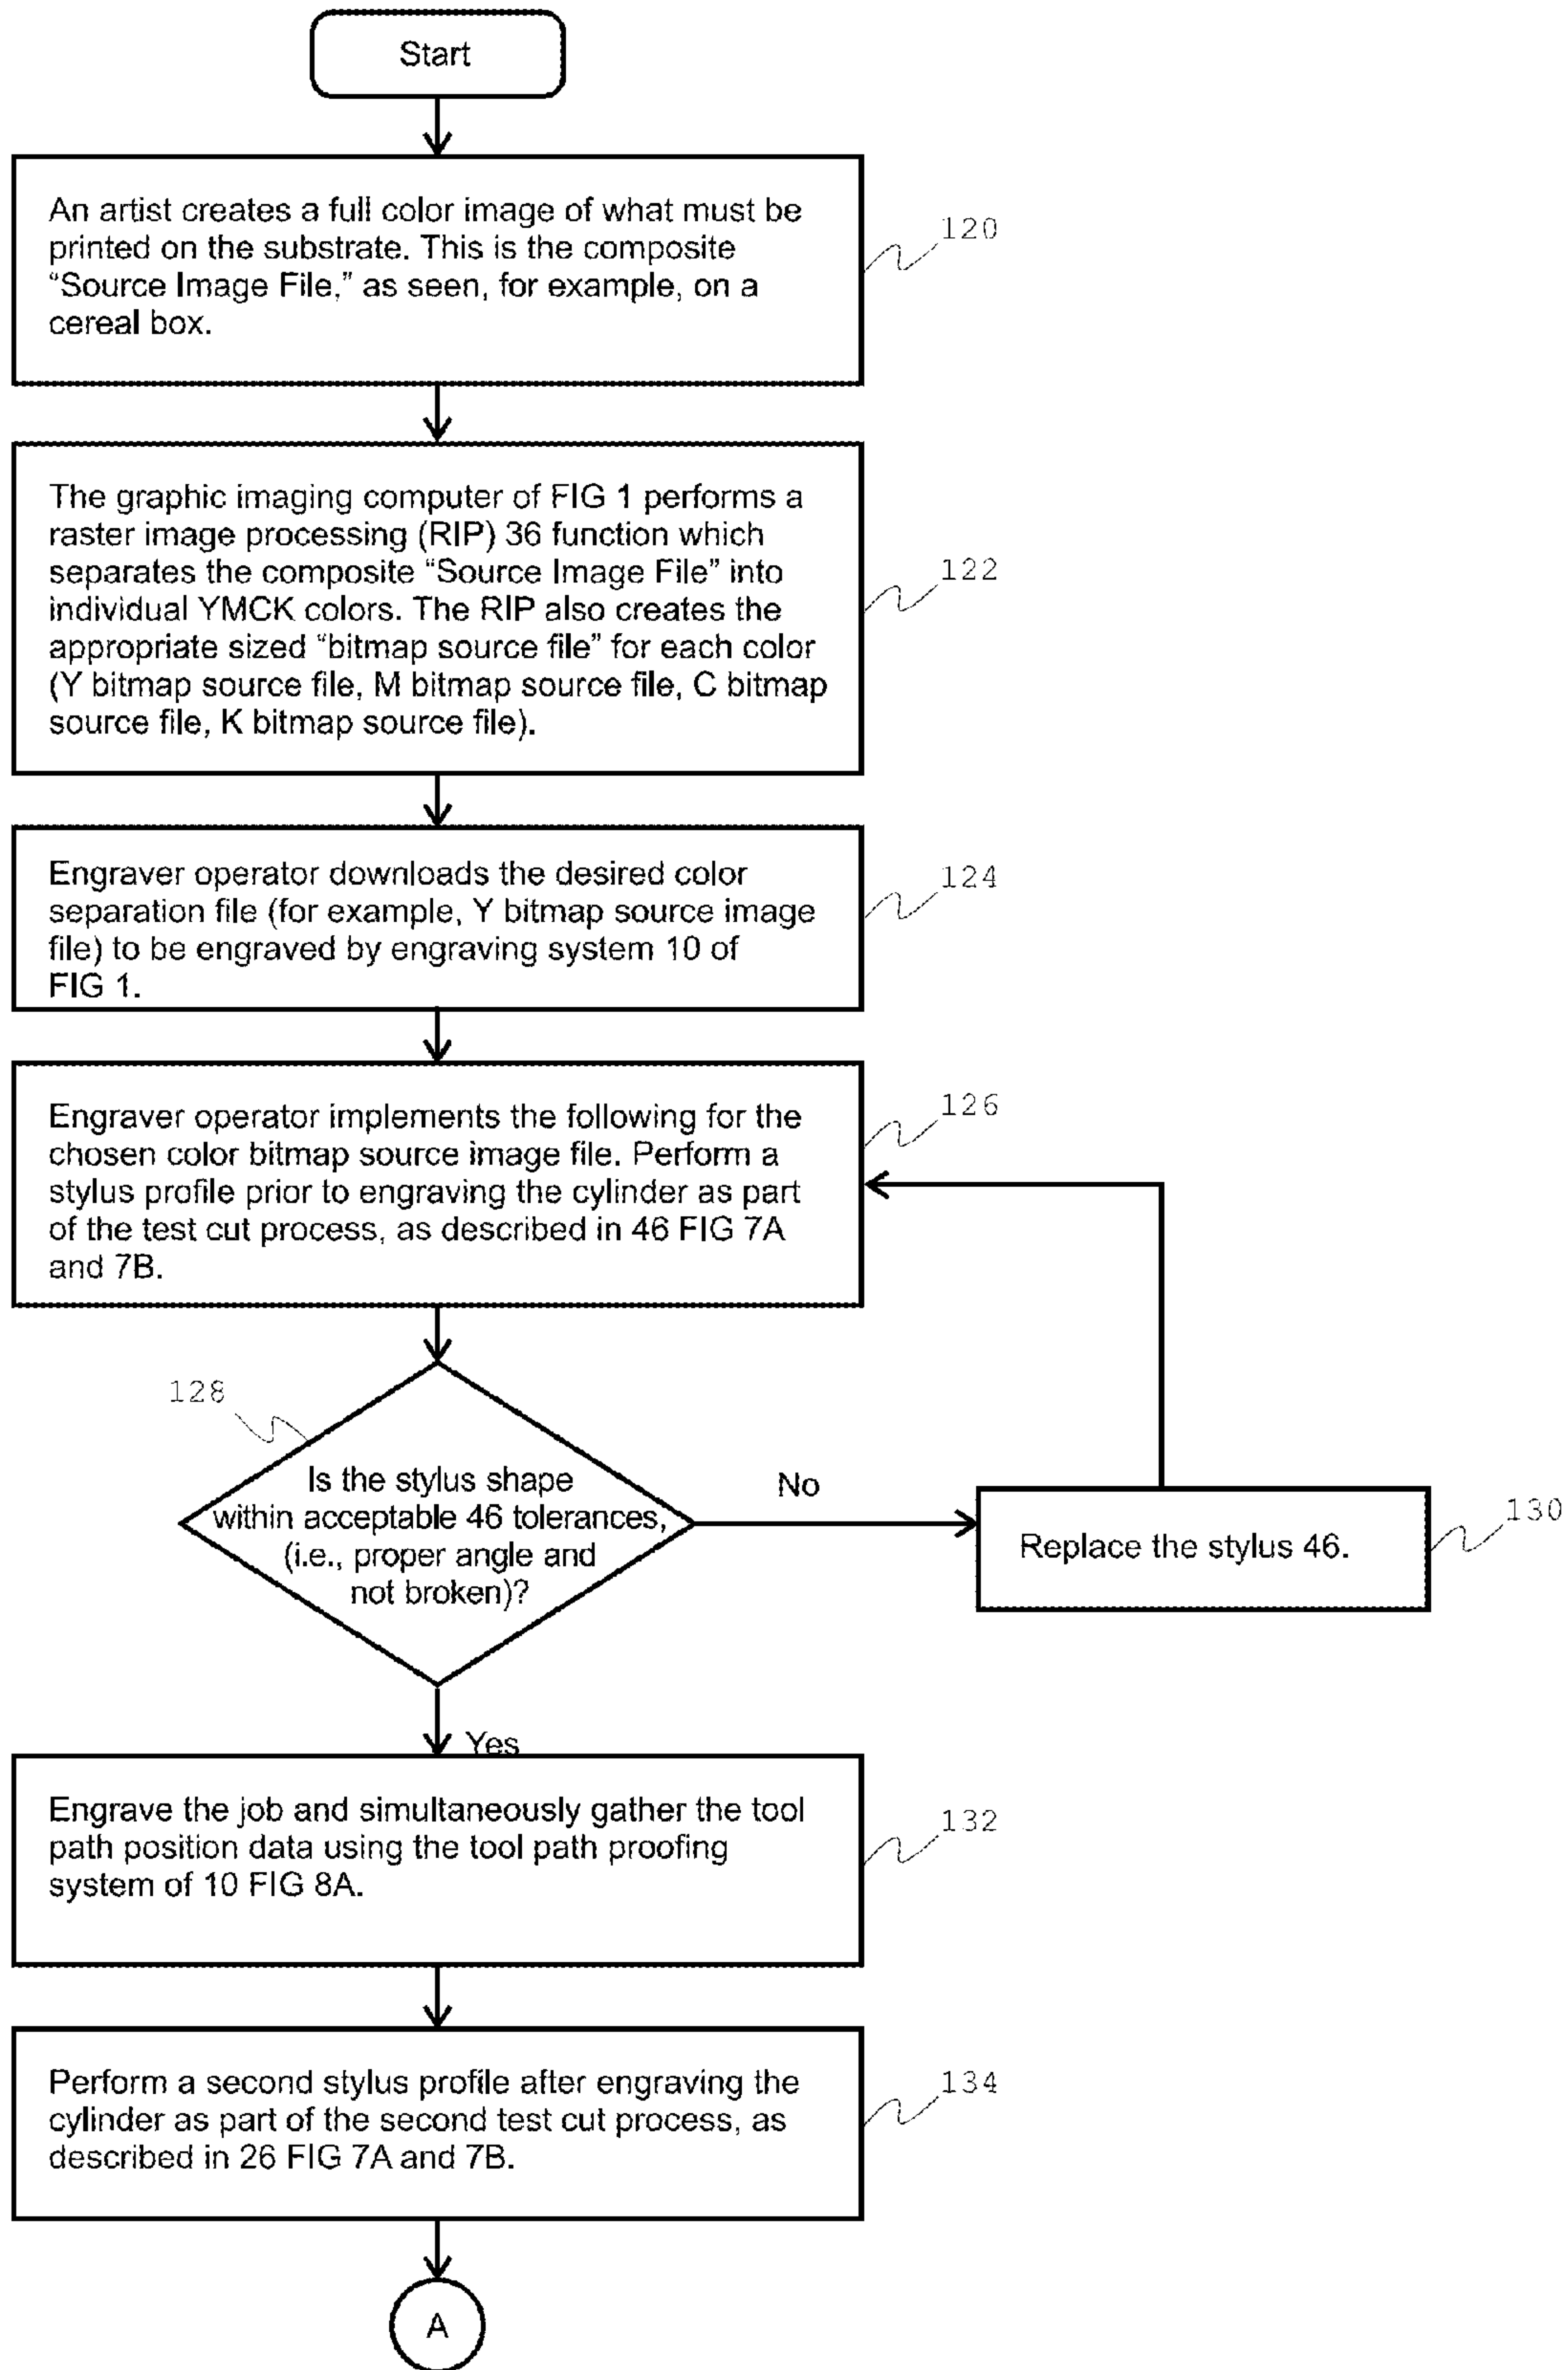 Start
An artist creates a full color image of what must be
printed on the substrate. This is the composite
“Source Image File,” as seen, for example, on a
cereal box.
120
The graphic imaging computer of FIG 1 performs a
raster image processing (RIP) 36 function which
separates the composite “Source Image File” into
individual YMCK colors. The RIP also creates the
appropriate sized “bitmap source file” for each color
(Y bitmap source file, M bitmap source file, C bitmap
source file, K bitmap source file).
122
Engraver operator downloads the desired color
separation file (for example, Y bitmap source image
file) to be engraved by engraving system 10 of
FIG 1.
124
Engraver operator implements the following for the
chosen color bitmap source image file. Perform a
stylus profile prior to engraving the cylinder as part
of the test cut process, as described in 46 FIG 7A
and 7B.
126
128
Is the stylus shape
within acceptable 46 tolerances,
(i.e., proper angle and
not broken)?
No
Replace the stylus 46.
130
Yes
Engrave the job and simultaneously gather the tool
path position data using the tool path proofing
system of 10 FIG 8A.
132
Perform a second stylus profile after engraving the
cylinder as part of the second test cut process, as
described in 26 FIG 7A and 7B.
134
A